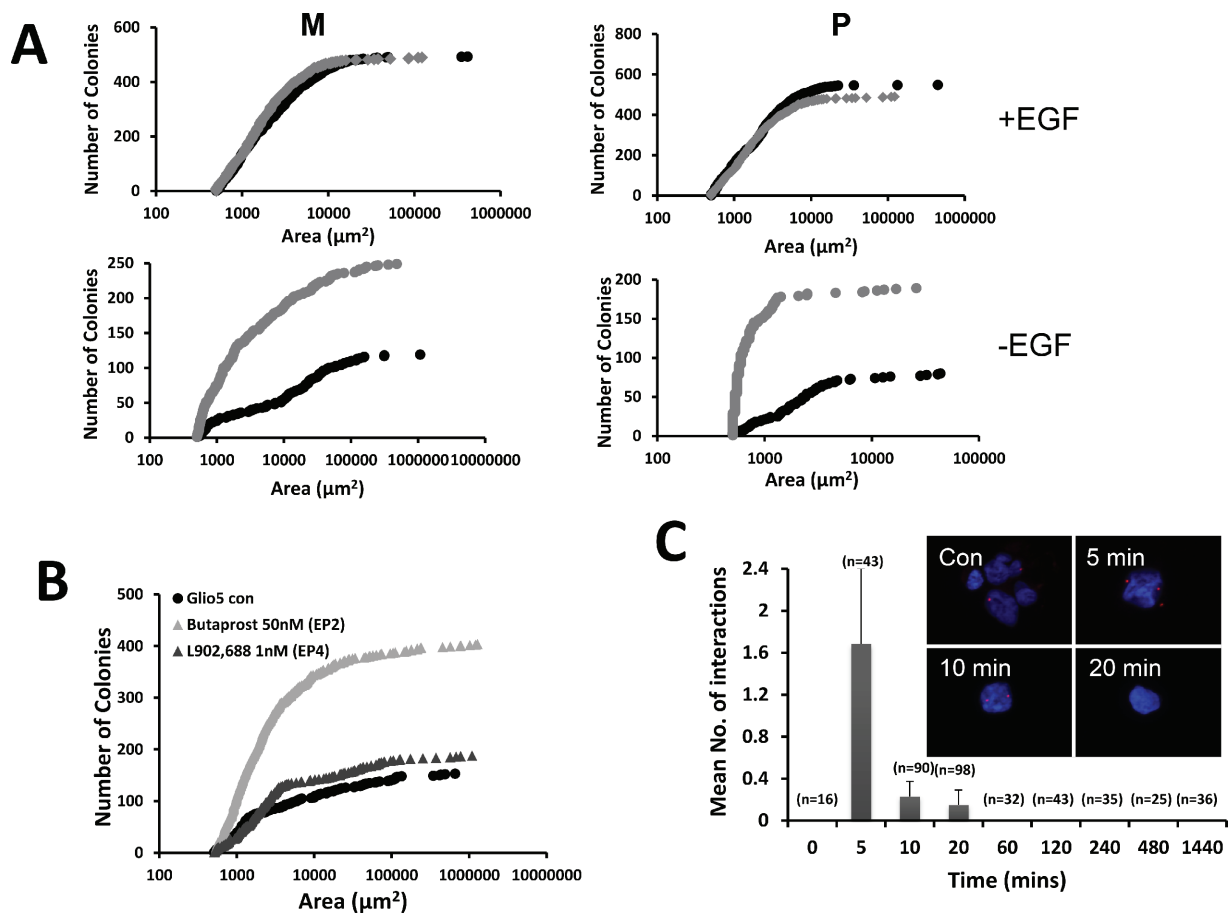 A
M
P
Number of Colonies
600
400
200
0
100 1000 10000 100000 1000000
Area (µm²)
Number of Colonies
800
600
400
200
0
100 1000 10000 100000 1000000
Area (µm²)
+EGF
Number of Colonies
250
200
150
100
50
0
100 1000 10000 100000 1000000 10000000
Area (µm²)
Number of Colonies
200
150
100
50
0
100 1000 10000 100000
Area (µm²)
-EGF
B
Number of Colonies
500
400
300
200
100
0
Glio5 con
Butaprost 50nM (EP2)
L902,688 1nM (EP4)
100 1000 10000 100000 1000000 10000000
Area (µm²)
C
Mean No. of interactions
2.4
2
1.6
1.2
0.8
0.4
0
(n=16)
(n=43)
(n=90)
(n=98)
(n=32)
(n=43)
(n=35)
(n=25)
(n=36)
Con
5 min
10 min
20 min
0 5 10 20 60 120 240 480 1440
Time (mins)